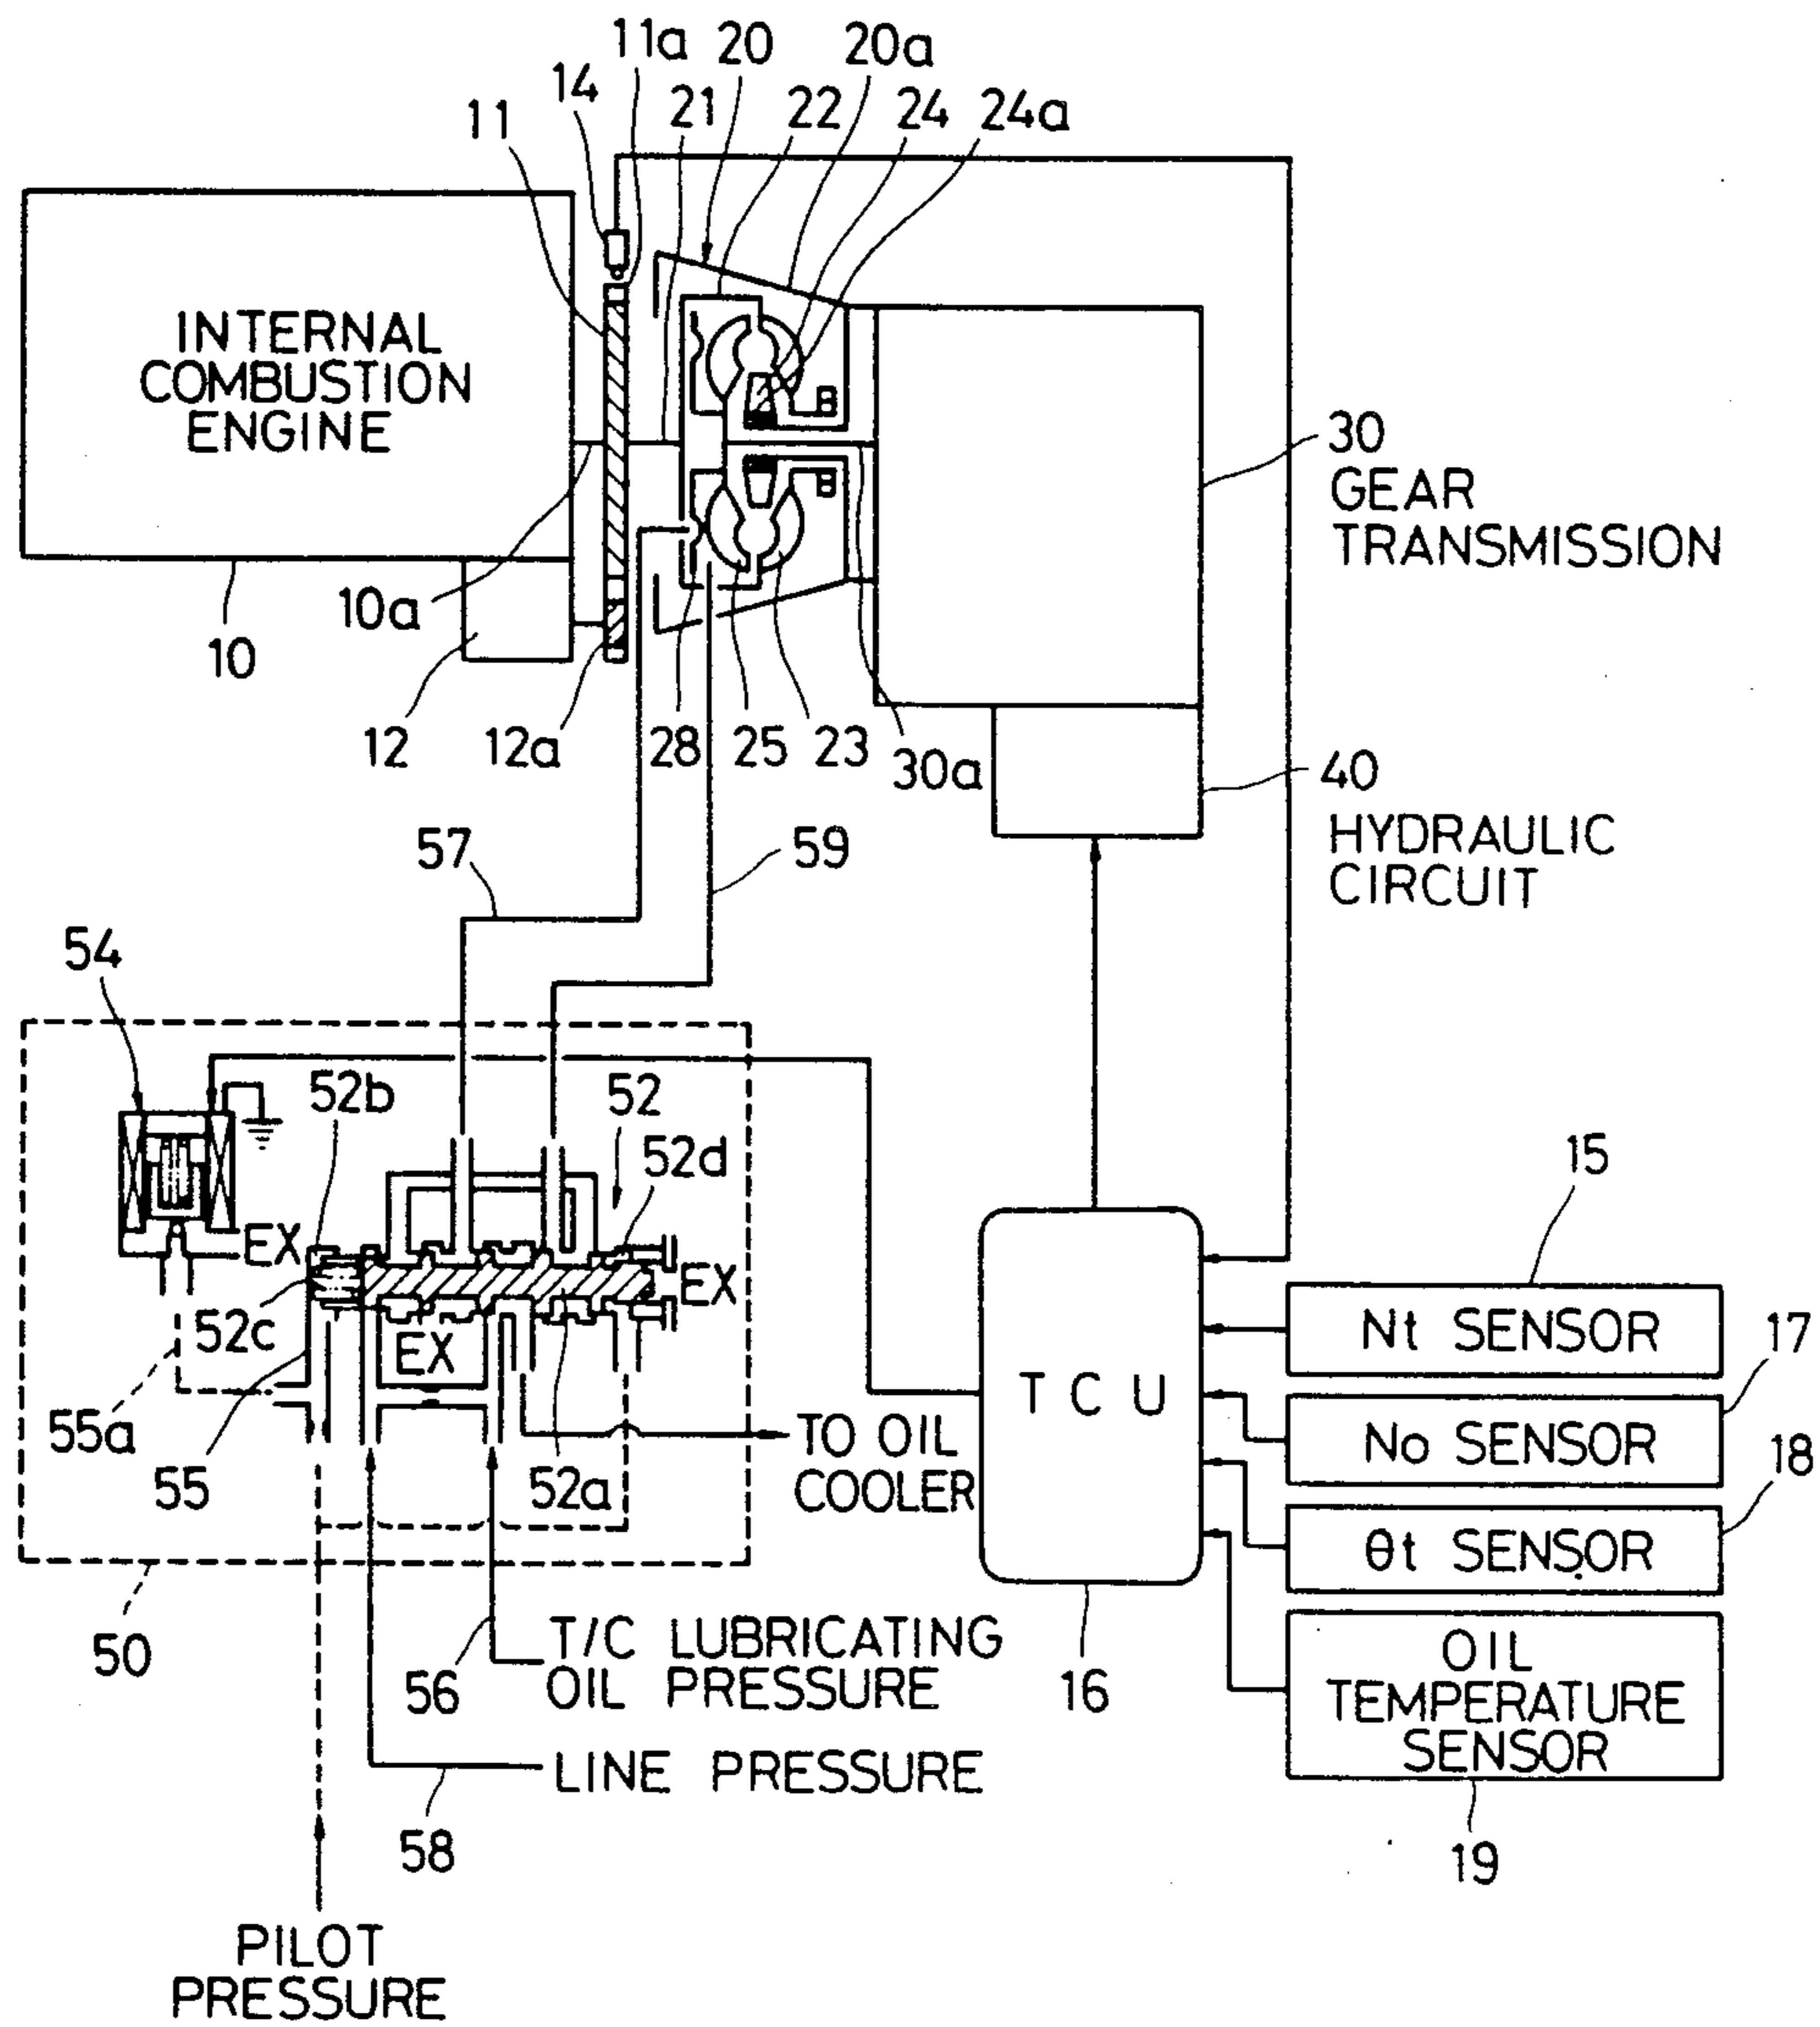 11a
20
20a
14
21
22
24
24a
11
INTERNAL
COMBUSTION
ENGINE
30
GEAR
TRANSMISSION
10a
10
12
12a
28
25
23
30a
40
HYDRAULIC
CIRCUIT
57
59
54
52b
52
52d
15
EX
EX
52c
EX
Nt SENSOR
17
T C U
55a
55
52a
TO OIL
COOLER
No SENSOR
18
θt SENSOR
50
56
T/C LUBRICATING
OIL PRESSURE
16
OIL
TEMPERATURE
SENSOR
LINE PRESSURE
58
19
PILOT
PRESSURE